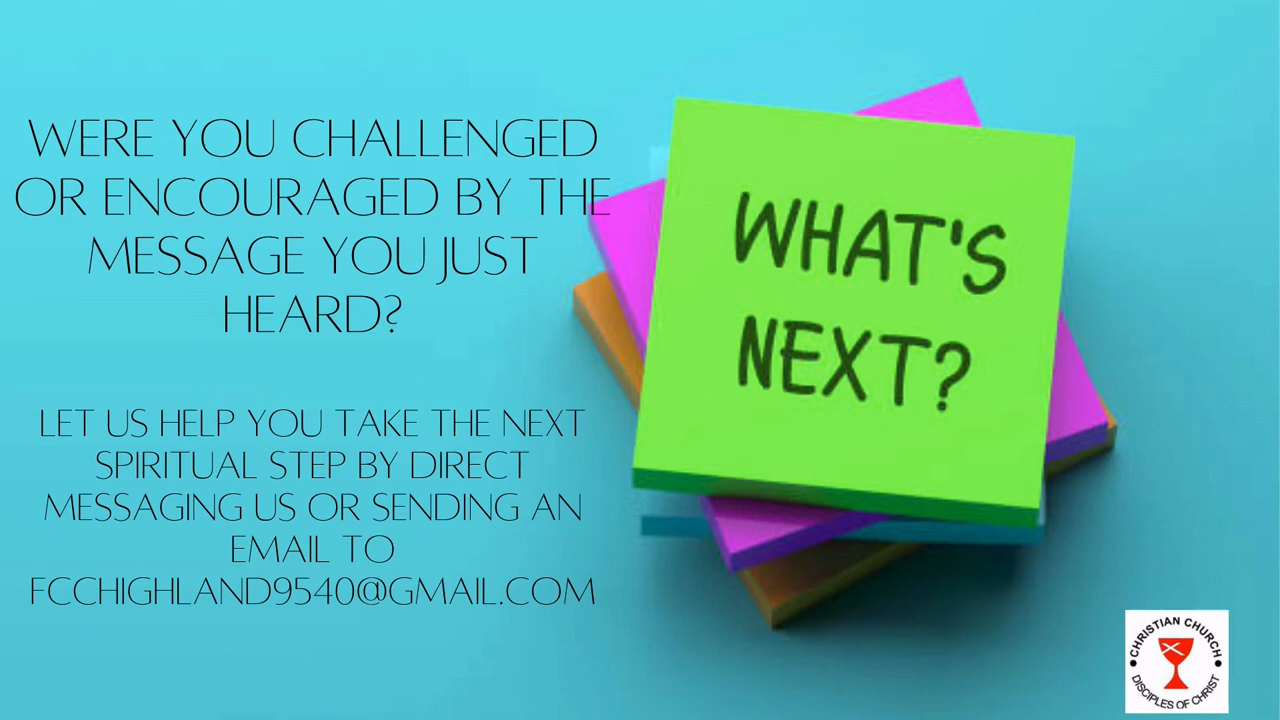 WERE YOU CHALLENGED
OR ENCOURAGED BY THE
MESSAGE YOU JUST
HEARD?
LET US HELP YOU TAKE THE NEXT
SPIRITUAL STEP BY DIRECT
MESSAGING US OR SENDING AN
EMAIL TO
FCCHIGHLAND9540@GMAIL.COM
WHAT'S
NEXT?
CHRISTIAN CHURCH
DISCIPLES OF CHRIST